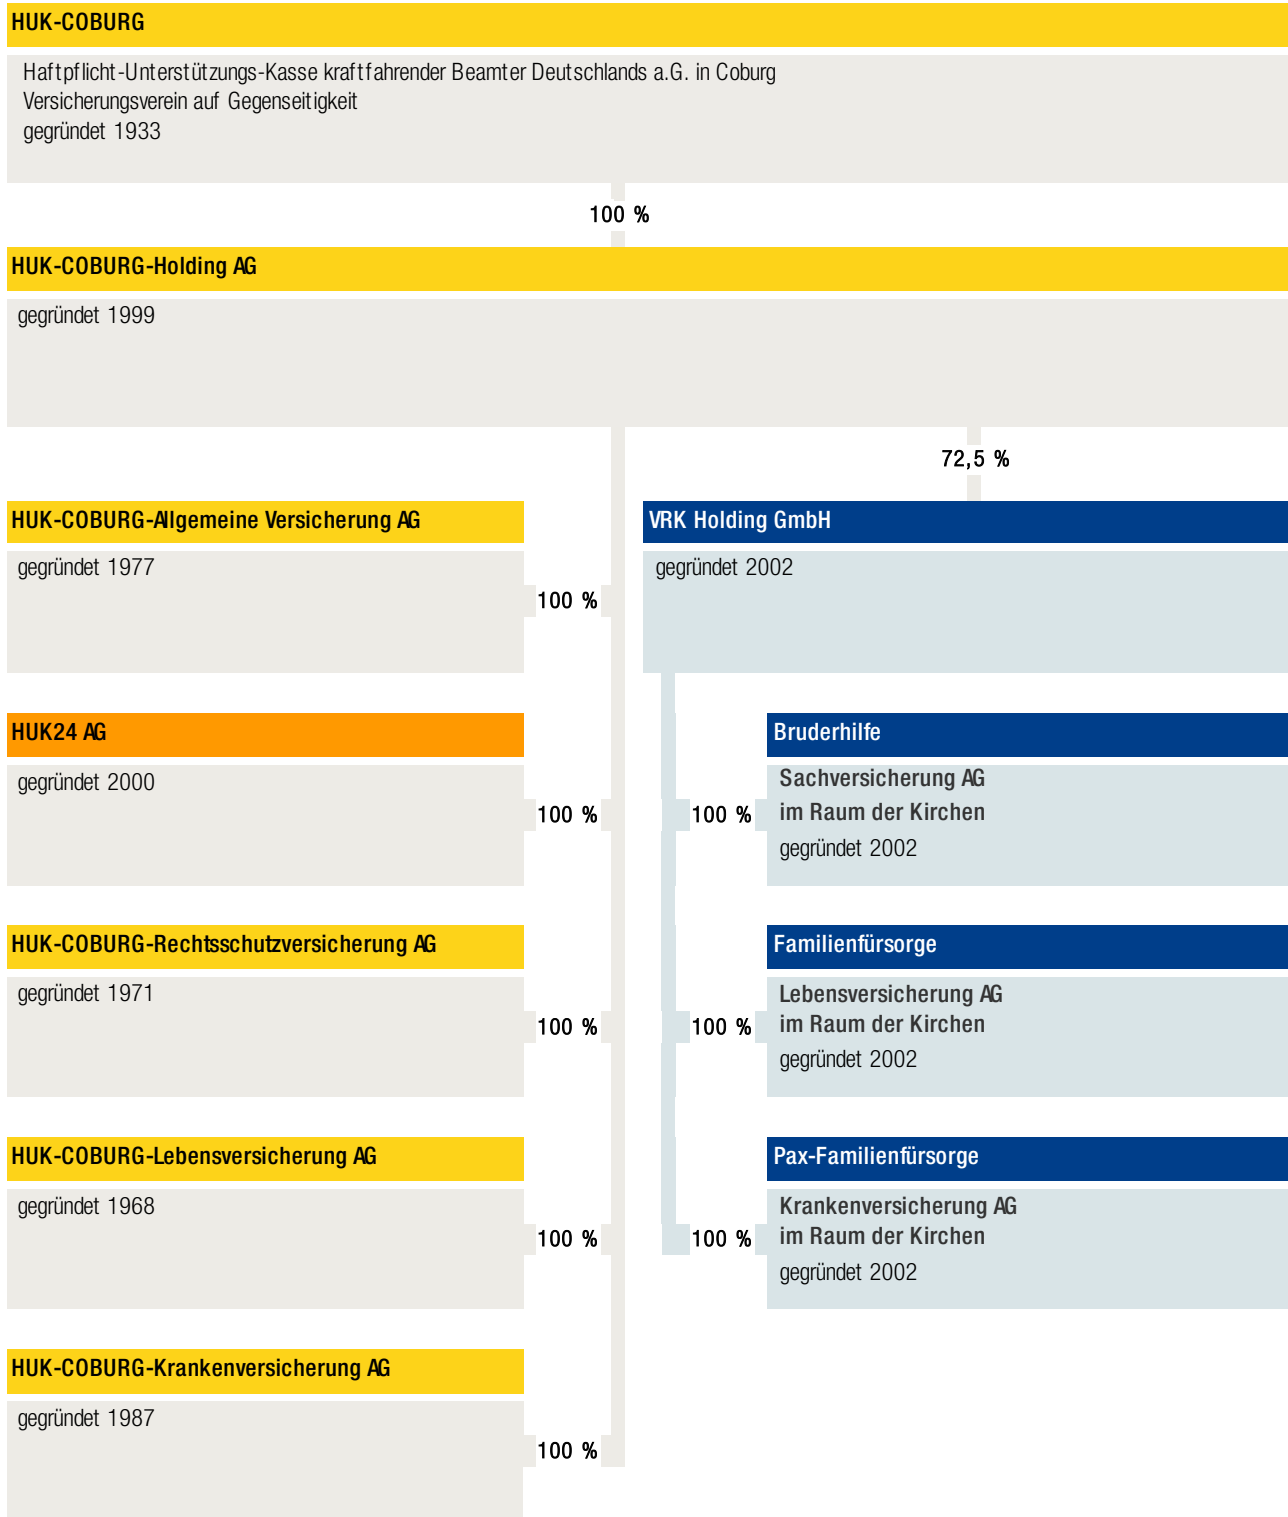 HUK-COBURG
Haftpflicht-Unterstützungs-Kasse kraftfahrender Beamter Deutschlands a.G. in Coburg
Versicherungsverein auf Gegenseitigkeit
gegründet 1933
100 %
HUK-COBURG-Holding AG
gegründet 1999
72,5 %
HUK-COBURG-Allgemeine Versicherung AG
gegründet 1977
100 %
VRK Holding GmbH
gegründet 2002
HUK24 AG
gegründet 2000
100 %
100 %
Bruderhilfe
Sachversicherung AG
im Raum der Kirchen
gegründet 2002
HUK-COBURG-Rechtsschutzversicherung AG
gegründet 1971
100 %
100 %
Familienfürsorge
Lebensversicherung AG
im Raum der Kirchen
gegründet 2002
HUK-COBURG-Lebensversicherung AG
gegründet 1968
100 %
100 %
Pax-Familienfürsorge
Krankenversicherung AG
im Raum der Kirchen
gegründet 2002
HUK-COBURG-Krankenversicherung AG
gegründet 1987
100 %